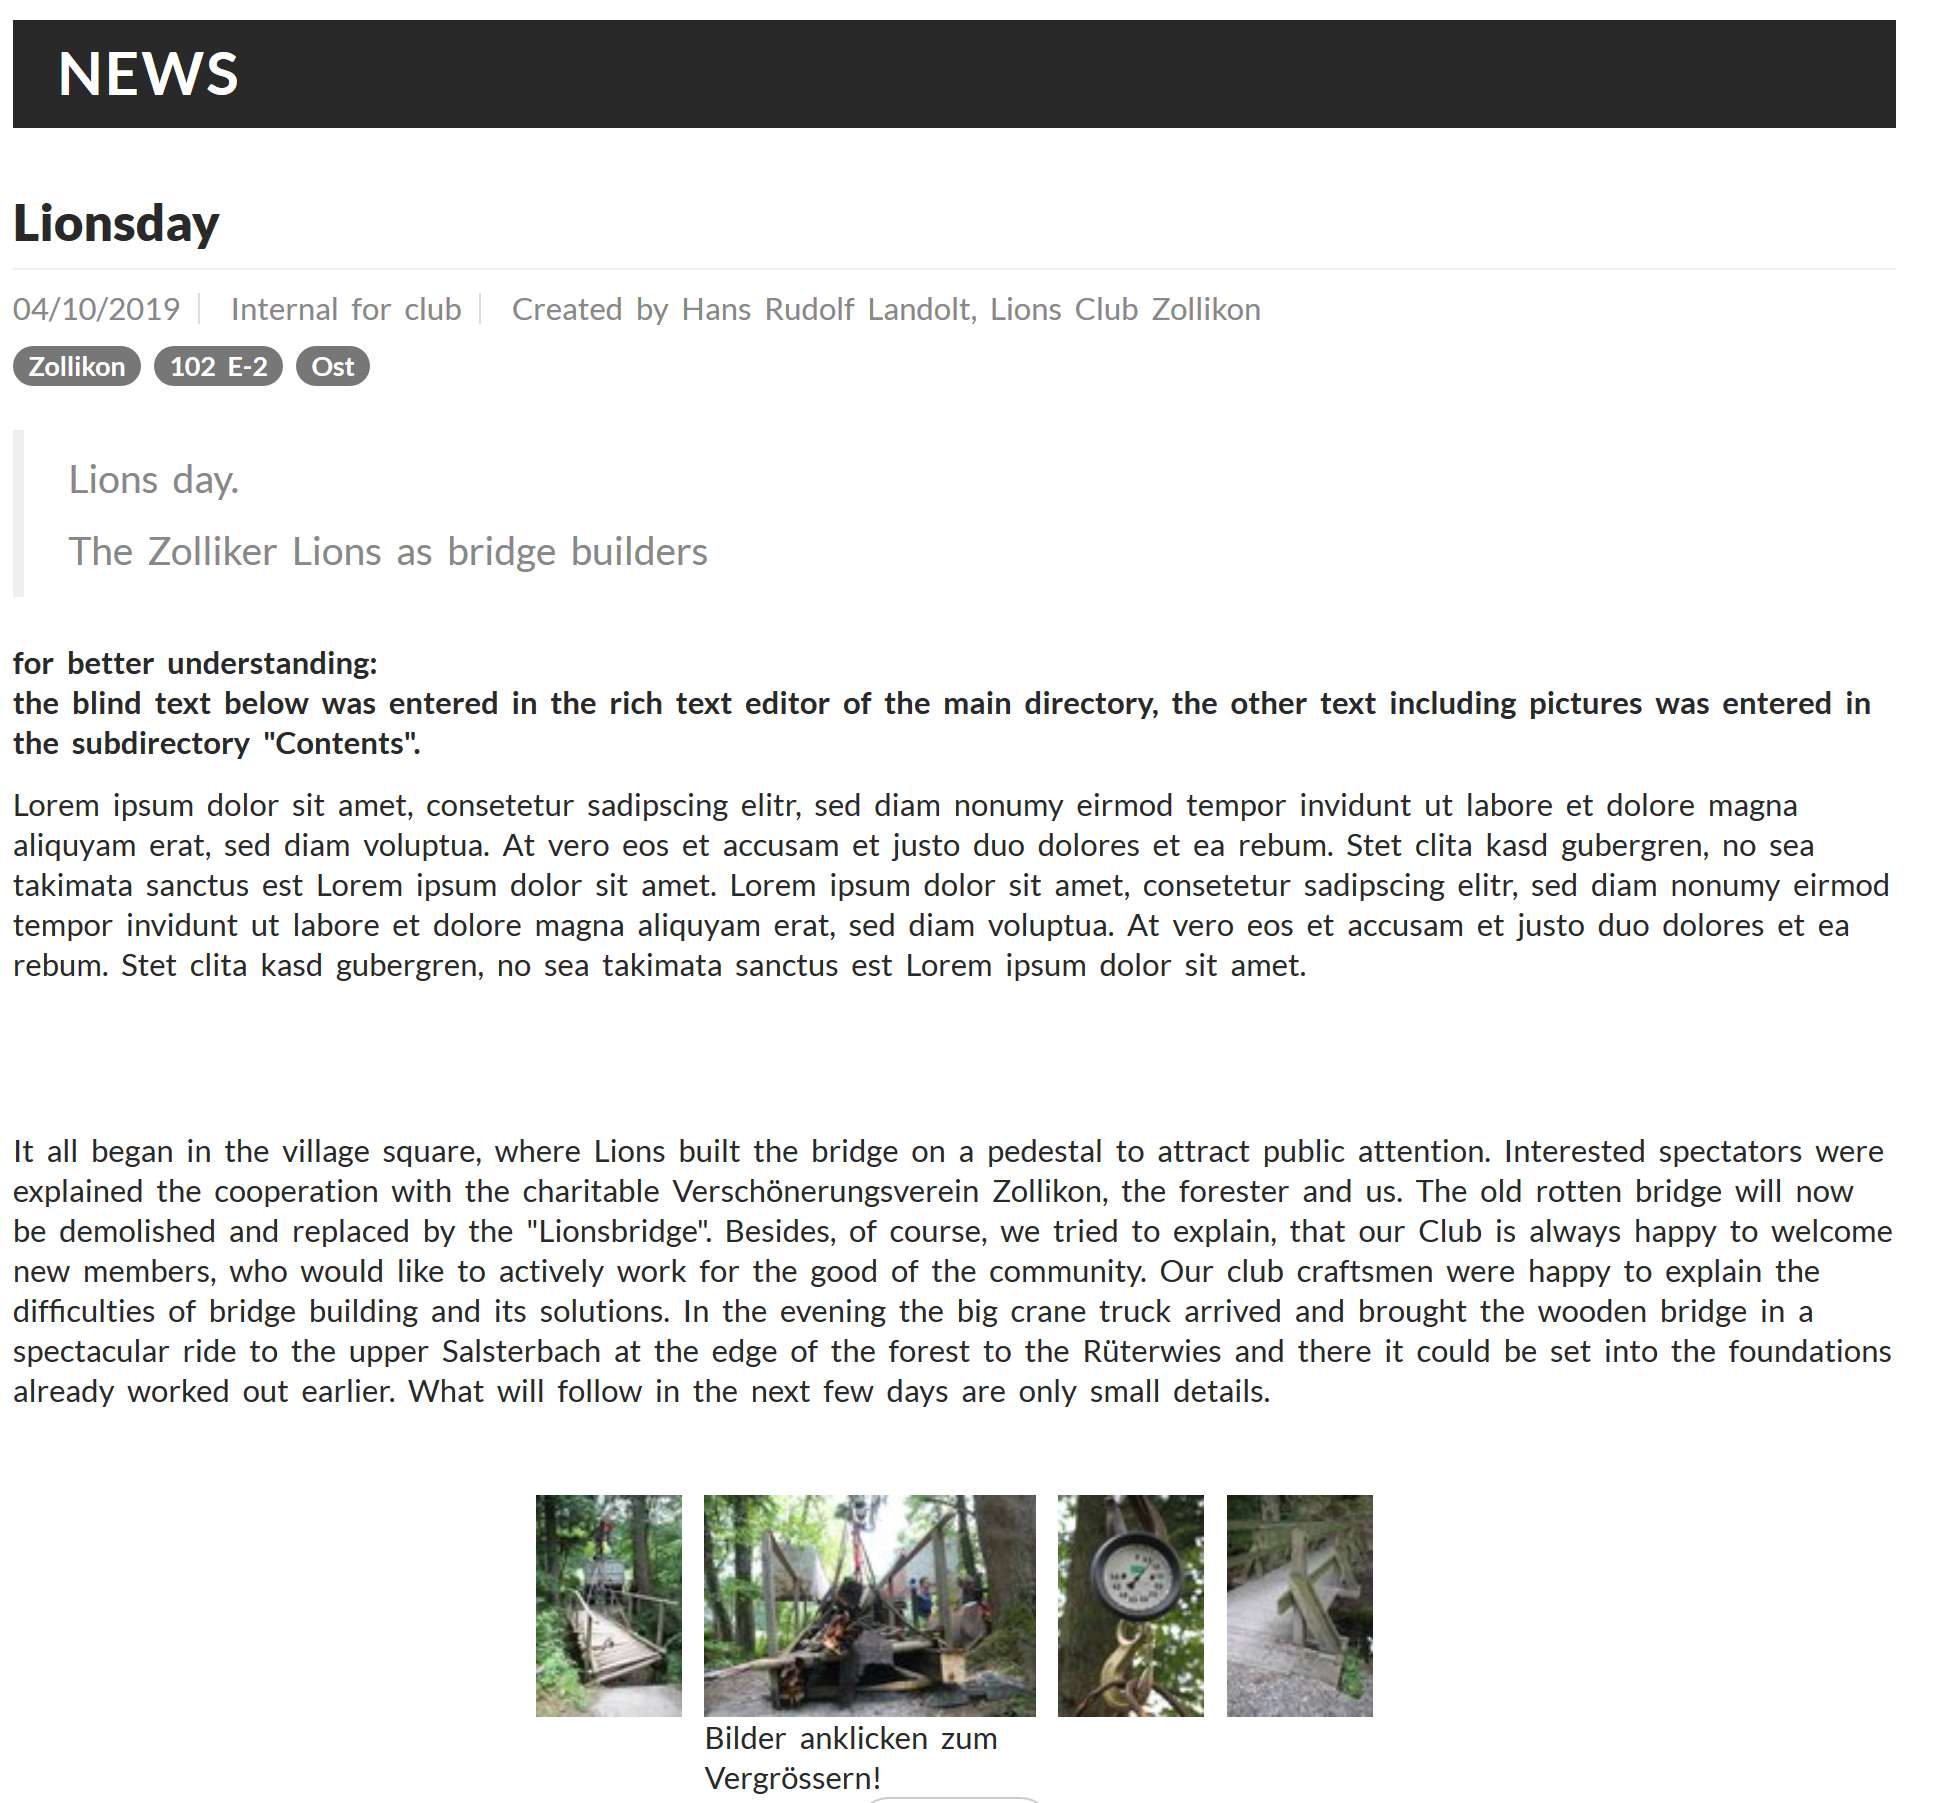 NEWS
Lionsday
04/10/2019 Internal for club Created by Hans Rudolf Landolt, Lions Club Zollikon
Zollikon 102 E-2 Ost
Lions day.
The Zolliker Lions as bridge builders
for better understanding:
the blind text below was entered in the rich text editor of the main directory, the other text including pictures was entered in
the subdirectory "Contents".
Lorem ipsum dolor sit amet, consetetur sadipscing elitr, sed diam nonumy eirmod tempor invidunt ut labore et dolore magna
aliquyam erat, sed diam voluptua. At vero eos et accusam et justo duo dolores et ea rebum. Stet clita kasd gubergren, no sea
takimata sanctus est Lorem ipsum dolor sit amet. Lorem ipsum dolor sit amet, consetetur sadipscing elitr, sed diam nonumy eirmod
tempor invidunt ut labore et dolore magna aliquyam erat, sed diam voluptua. At vero eos et accusam et justo duo dolores et ea
rebum. Stet clita kasd gubergren, no sea takimata sanctus est Lorem ipsum dolor sit amet.
It all began in the village square, where Lions built the bridge on a pedestal to attract public attention. Interested spectators were
explained the cooperation with the charitable Verschönerungsverein Zollikon, the forester and us. The old rotten bridge will now
be demolished and replaced by the "Lionsbridge". Besides, of course, we tried to explain, that our Club is always happy to welcome
new members, who would like to actively work for the good of the community. Our club craftsmen were happy to explain the
difficulties of bridge building and its solutions. In the evening the big crane truck arrived and brought the wooden bridge in a
spectacular ride to the upper Salsterbach at the edge of the forest to the Rüterwies and there it could be set into the foundations
already worked out earlier. What will follow in the next few days are only small details.
Bilder anklicken zum
Vergrössern!